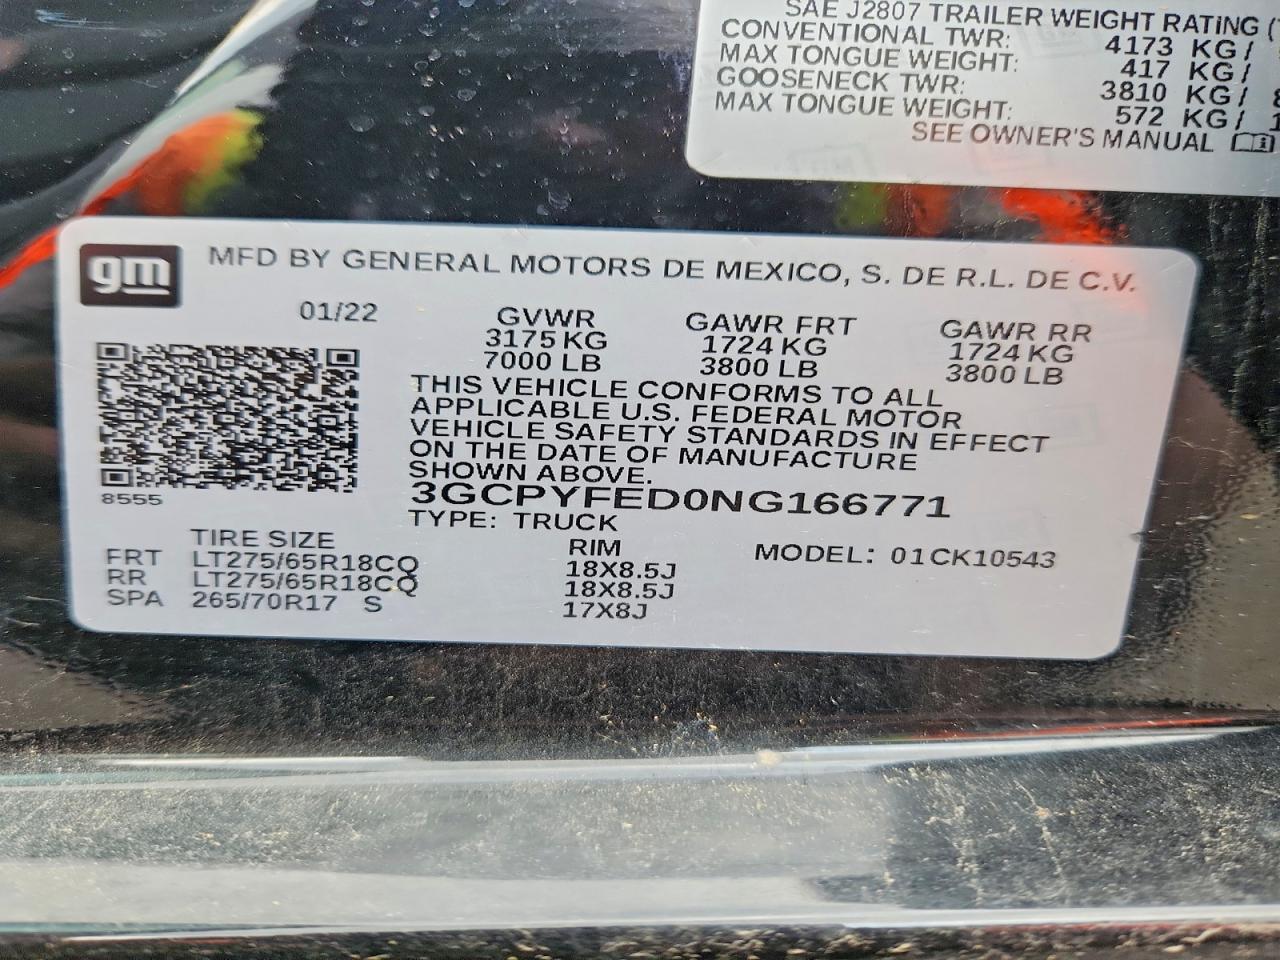 SAE J2807 TRAILER WEIGHT RATING (
CONVENTIONAL TWR: 4173 KG/
MAX TONGUE WEIGHT: 417 KG/
GOOSENECK TWR: 3810 KG/
MAX TONGUE WEIGHT: 572 KG/ 1
SEE OWNER'S MANUAL
gm
MFD BY GENERAL MOTORS DE MEXICO, S. DE R.L. DE C.V.
01/22
GVWR GAWR FRT GAWR RR
3175 KG 1724 KG 1724 KG
7000 LB 3800 LB 3800 LB
THIS VEHICLE CONFORMS TO ALL
APPLICABLE U.S. FEDERAL MOTOR
VEHICLE SAFETY STANDARDS IN EFFECT
ON THE DATE OF MANUFACTURE
SHOWN ABOVE.
8555
3GCPYFED0NG166771
TYPE: TRUCK
TIRE SIZE RIM MODEL: 01CK10543
FRT LT275/65R18CQ 18X8.5J
RR LT275/65R18CQ 18X8.5J
SPA 265/70R17 S 17X8J